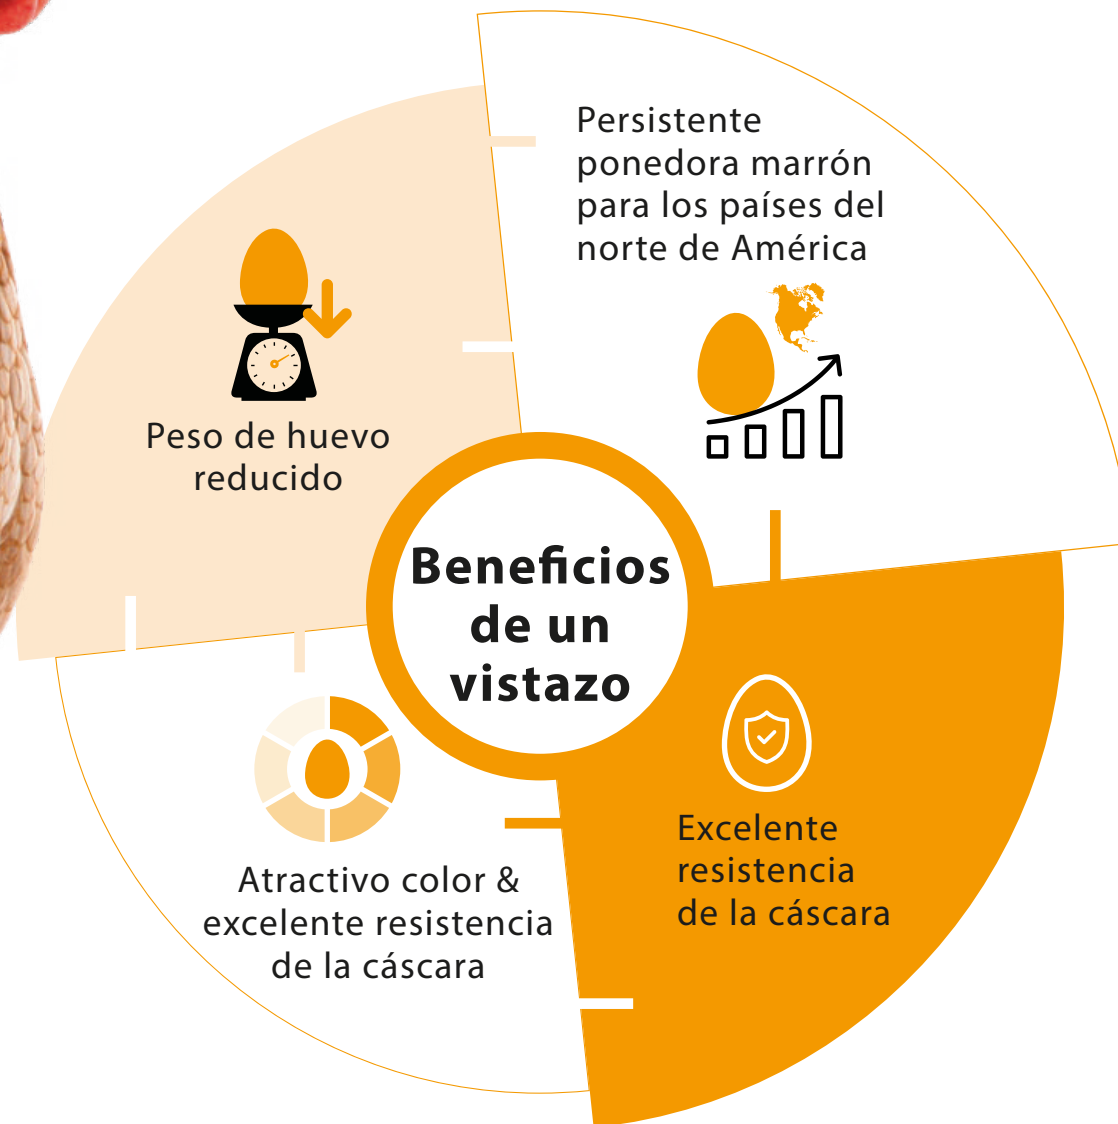 Persistente
ponedora marrón
para los países del
norte de América
Peso de huevo
reducido
Beneficios
de un
vistazo
Excelente
resistencia
de la cáscara
Atractivo color &
excelente resistencia
de la cáscara